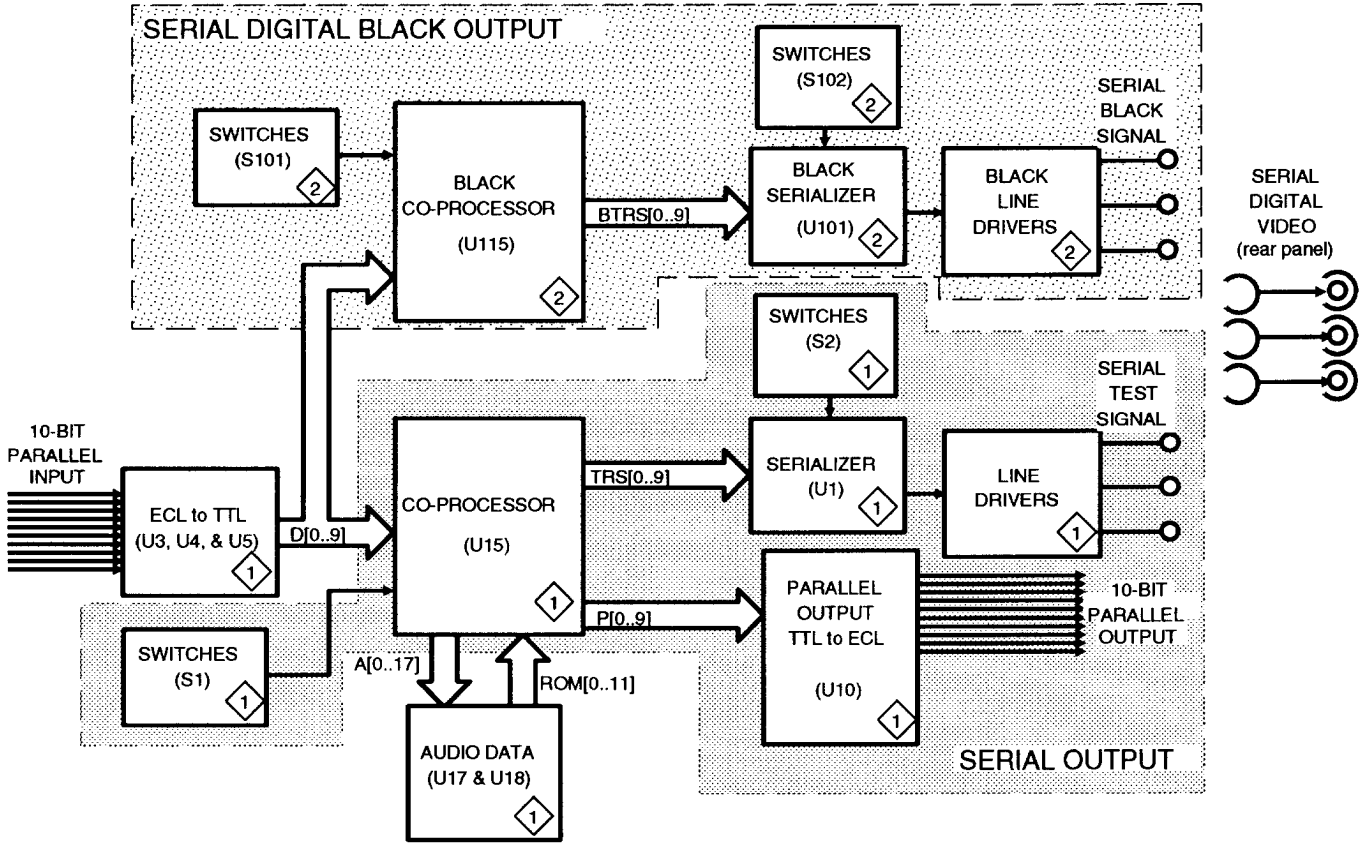 SERIAL DIGITAL BLACK OUTPUT
SWITCHES
(S101)
2
BLACK
CO-PROCESSOR
(U115)
2
BTRS[0..9]
SWITCHES
(S102)
2
BLACK
SERIALIZER
(U101)
2
BLACK
LINE
DRIVERS
2
SERIAL
BLACK
SIGNAL
SERIAL
DIGITAL
VIDEO
(rear panel)
10-BIT
PARALLEL
INPUT
ECL to TTL
(U3, U4, & U5)
1
D[0..9]
SWITCHES
(S1)
1
CO-PROCESSOR
(U15)
1
TRS[0..9]
P[0..9]
SWITCHES
(S2)
1
SERIALIZER
(U1)
1
LINE
DRIVERS
1
SERIAL
TEST
SIGNAL
PARALLEL
OUTPUT
TTL to ECL
(U10)
1
10-BIT
PARALLEL
OUTPUT
A[0..17]
ROM[0..11]
AUDIO DATA
(U17 & U18)
1
SERIAL OUTPUT